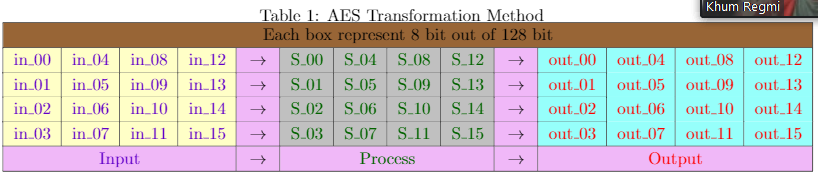 Khum Regmi
Table 1: AES Transformation Method
Each box represent 8 bit out of 128 bit
in_00 in_04 in_08 in_12 → S_00 S_04 S_08 S_12 → out_00 out_04 out_08 out_12
in_01 in_05 in_09 in_13 → S_01 S_05 S_09 S_13 → out_01 out_05 out_09 out_13
in_02 in_06 in_10 in_14 → S_02 S_06 S_10 S_14 → out_02 out_06 out_10 out_14
in_03 in_07 in_11 in_15 → S_03 S_07 S_11 S_15 → out_03 out_07 out_11 out_15
Input → Process → Output